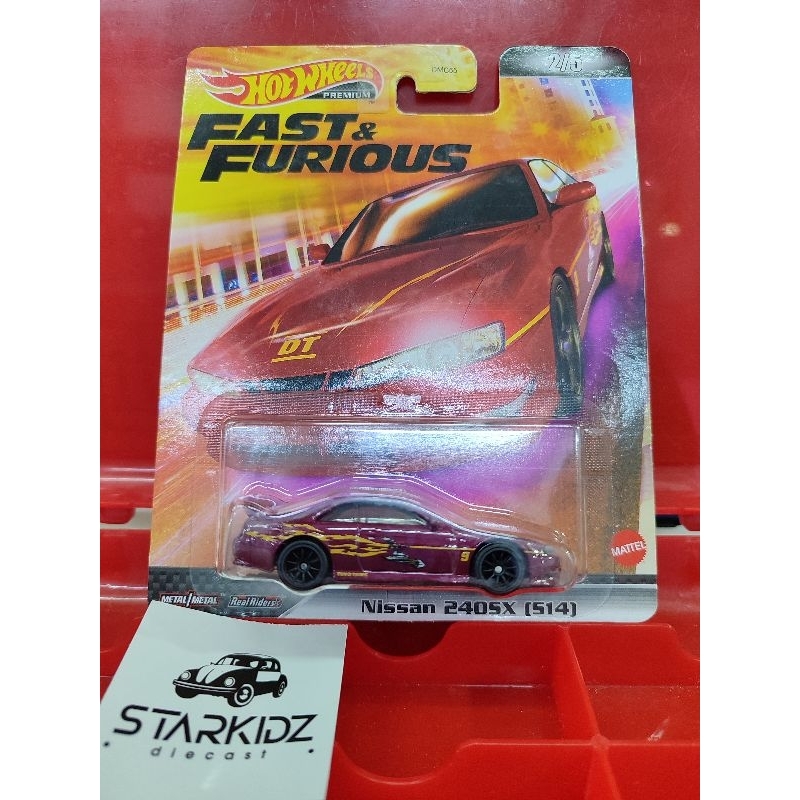 HOT WHEELS
PREMIUM
2/5
FAST &
FURIOUS
DT
MATTEL
METAL/METAL
Real Riders
Nissan 240SX (S14)
STARKIDZ
diecast